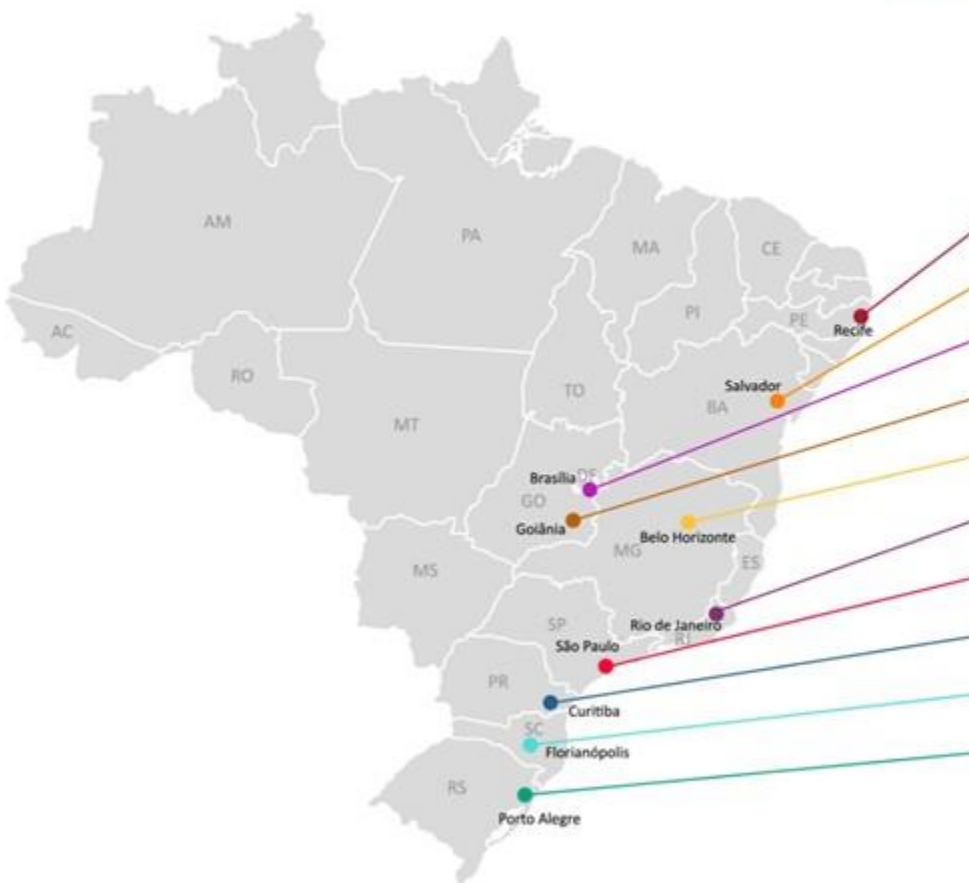 AM
PA
MA
CE
PI
PE
Recife
AC
RO
TO
Salvador
BA
MT
Brasília
DF
GO
Goiânia
Belo Horizonte
MG
ES
MS
SP
Rio de Janeiro
RJ
São Paulo
PR
Curitiba
SC
Florianópolis
RS
Porto Alegre